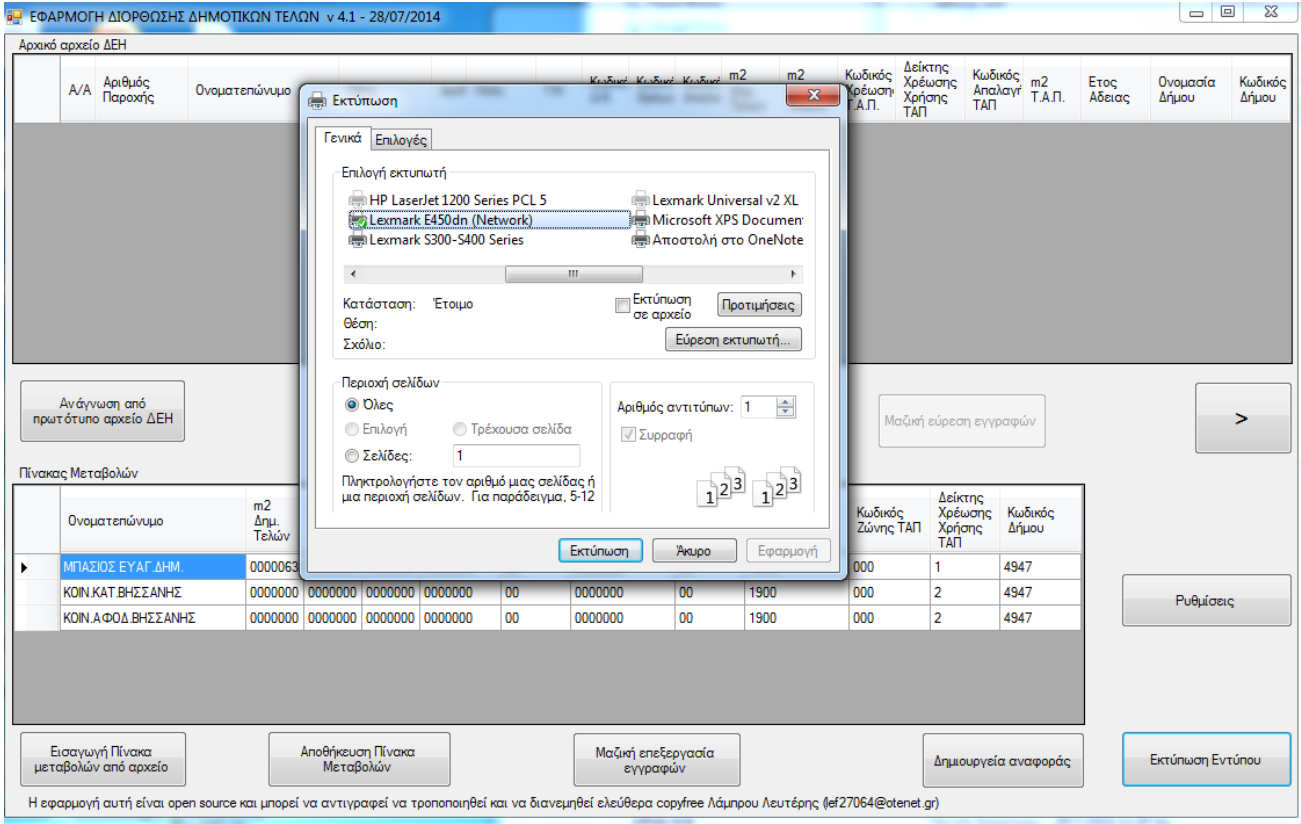 ΕΦΑΡΜΟΓΗ ΔΙΟΡΘΩΣΗΣ ΔΗΜΟΤΙΚΩΝ ΤΕΛΩΝ v 4.1 - 28/07/2014
Αρχικό αρχείο ΔΕΗ
Α/Α
Αριθμός
Παροχής
Ονοματεπώνυμο
m2
m2
Κωδικός
Χρέωση
Τ.Α.Π.
Δείκτης
Χρέωσης
Χρήσης
ΤΑΠ
Κωδικός
Απαλαγή
ΤΑΠ
m2
Τ.Α.Π.
Ετος
Αδειας
Ονομασία
Δήμου
Κωδικός
Δήμου
Εκτύπωση
Γενικά
Επιλογές
Επιλογή εκτυπωτή
HP LaserJet 1200 Series PCL 5
Lexmark Universal v2 XL
Lexmark E450dn (Network)
Microsoft XPS Documen
Lexmark S300-S400 Series
Αποστολή στο OneNote
Κατάσταση: Έτοιμο
Θέση:
Σχόλιο:
Εκτύπωση
σε αρχείο
Προτιμήσεις
Εύρεση εκτυπωτή...
Περιοχή σελίδων
Όλες
Επιλογή
Τρέχουσα σελίδα
Σελίδες: 1
Πληκτρολογήστε τον αριθμό μιας σελίδας ή
μια περιοχή σελίδων. Για παράδειγμα, 5-12
Αριθμός αντιτύπων: 1
Συρραφή
1 2 3 1 2 3
Εκτύπωση
Άκυρο
Εφαρμογή
Ανάγνωση από
πρωτότυπο αρχείο ΔΕΗ
Μαζική εύρεση εγγραφών
>
Πίνακας Μεταβολών
Ονοματεπώνυμο
m2
Δημ.
Τελών
Κωδικός
Ζώνης ΤΑΠ
Δείκτης
Χρέωσης
Χρήσης
ΤΑΠ
Κωδικός
Δήμου
ΜΠΑΣΙΟΣ ΕΥΑΓ.ΔΗΜ. 0000063 000 1 4947
ΚΟΙΝ.ΚΑΤ.ΒΗΣΣΑΝΗΣ 0000000 0000000 0000000 0000000 00 0000000 00 1900 000 2 4947
ΚΟΙΝ.ΑΦΟΔ.ΒΗΣΣΑΝΗΣ 0000000 0000000 0000000 0000000 00 0000000 00 1900 000 2 4947
Ρυθμίσεις
Εισαγωγή Πίνακα
μεταβολών από αρχείο
Αποθήκευση Πίνακα
Μεταβολών
Μαζική επεξεργασία
εγγραφών
Δημιουργεία αναφοράς
Εκτύπωση Εντύπου
Η εφαρμογή αυτή είναι open source και μπορεί να αντιγραφεί να τροποποιηθεί και να διανεμηθεί ελεύθερα copyfree Λάμπρου Λευτέρης (lef27064@otenet.gr)